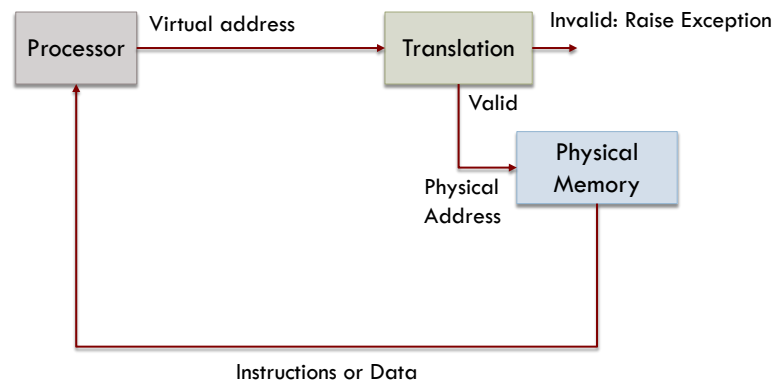 Processor
Virtual address
Translation
Invalid: Raise Exception
Valid
Physical
Memory
Physical
Address
Instructions or Data